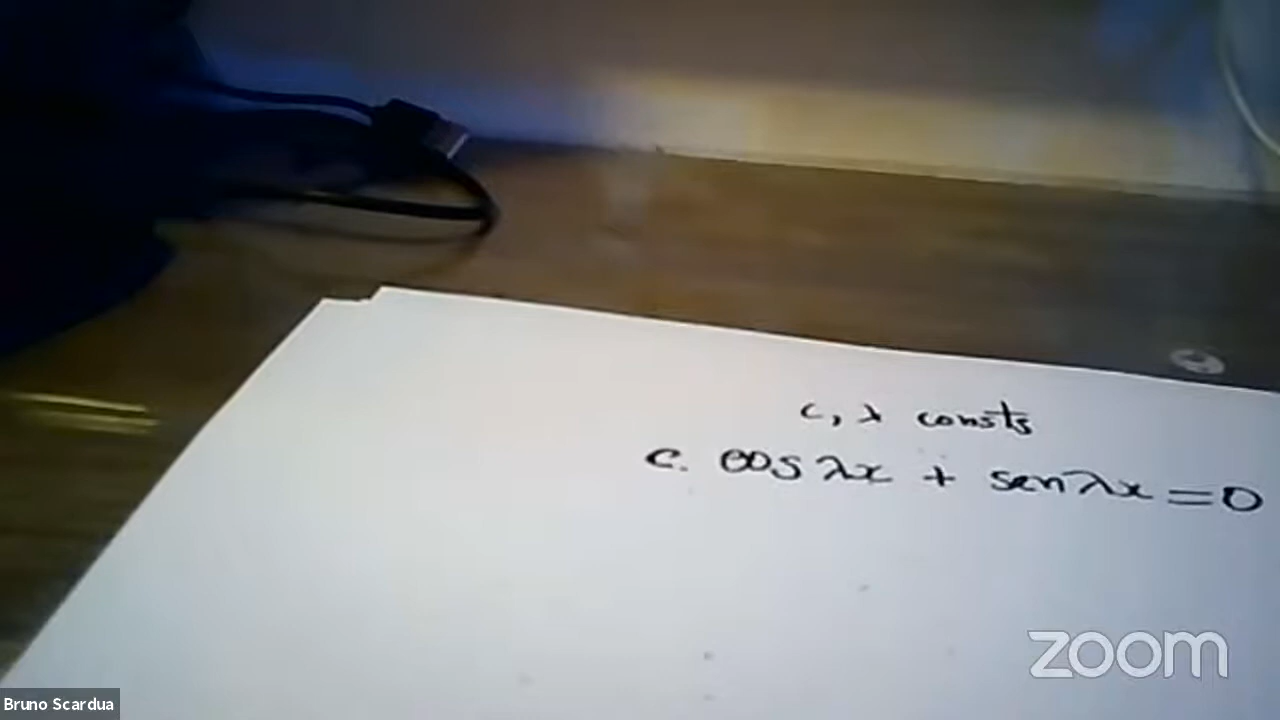 c, λ consts
c. cos λx + sen λx = 0
zoom
Bruno Scardua